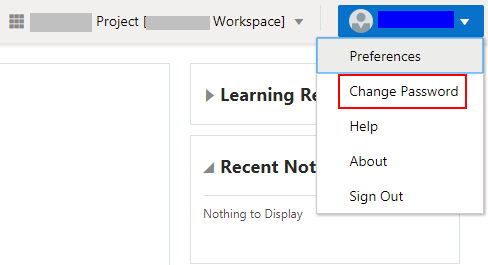 Project [ Workspace]
Preferences
Learning Re
Change Password
Help
Recent Not
About
Sign Out
Nothing to Display